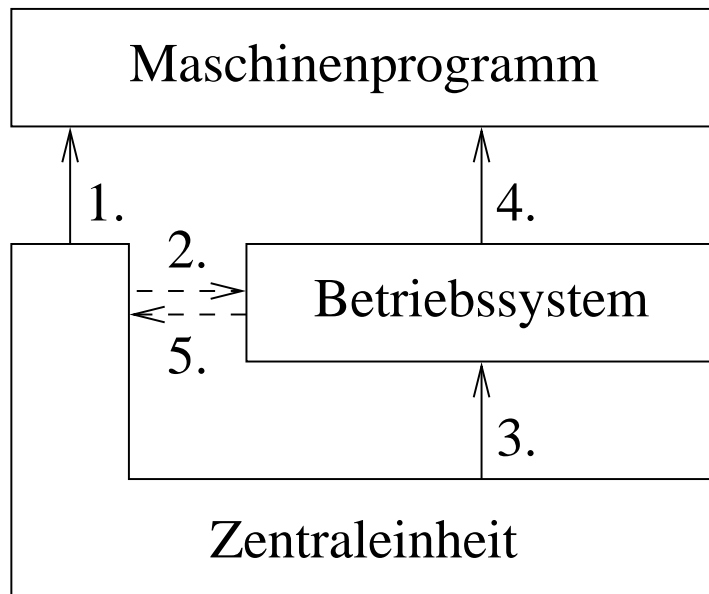 Maschinenprogramm
1.
4.
2.
Betriebssystem
5.
3.
Zentraleinheit